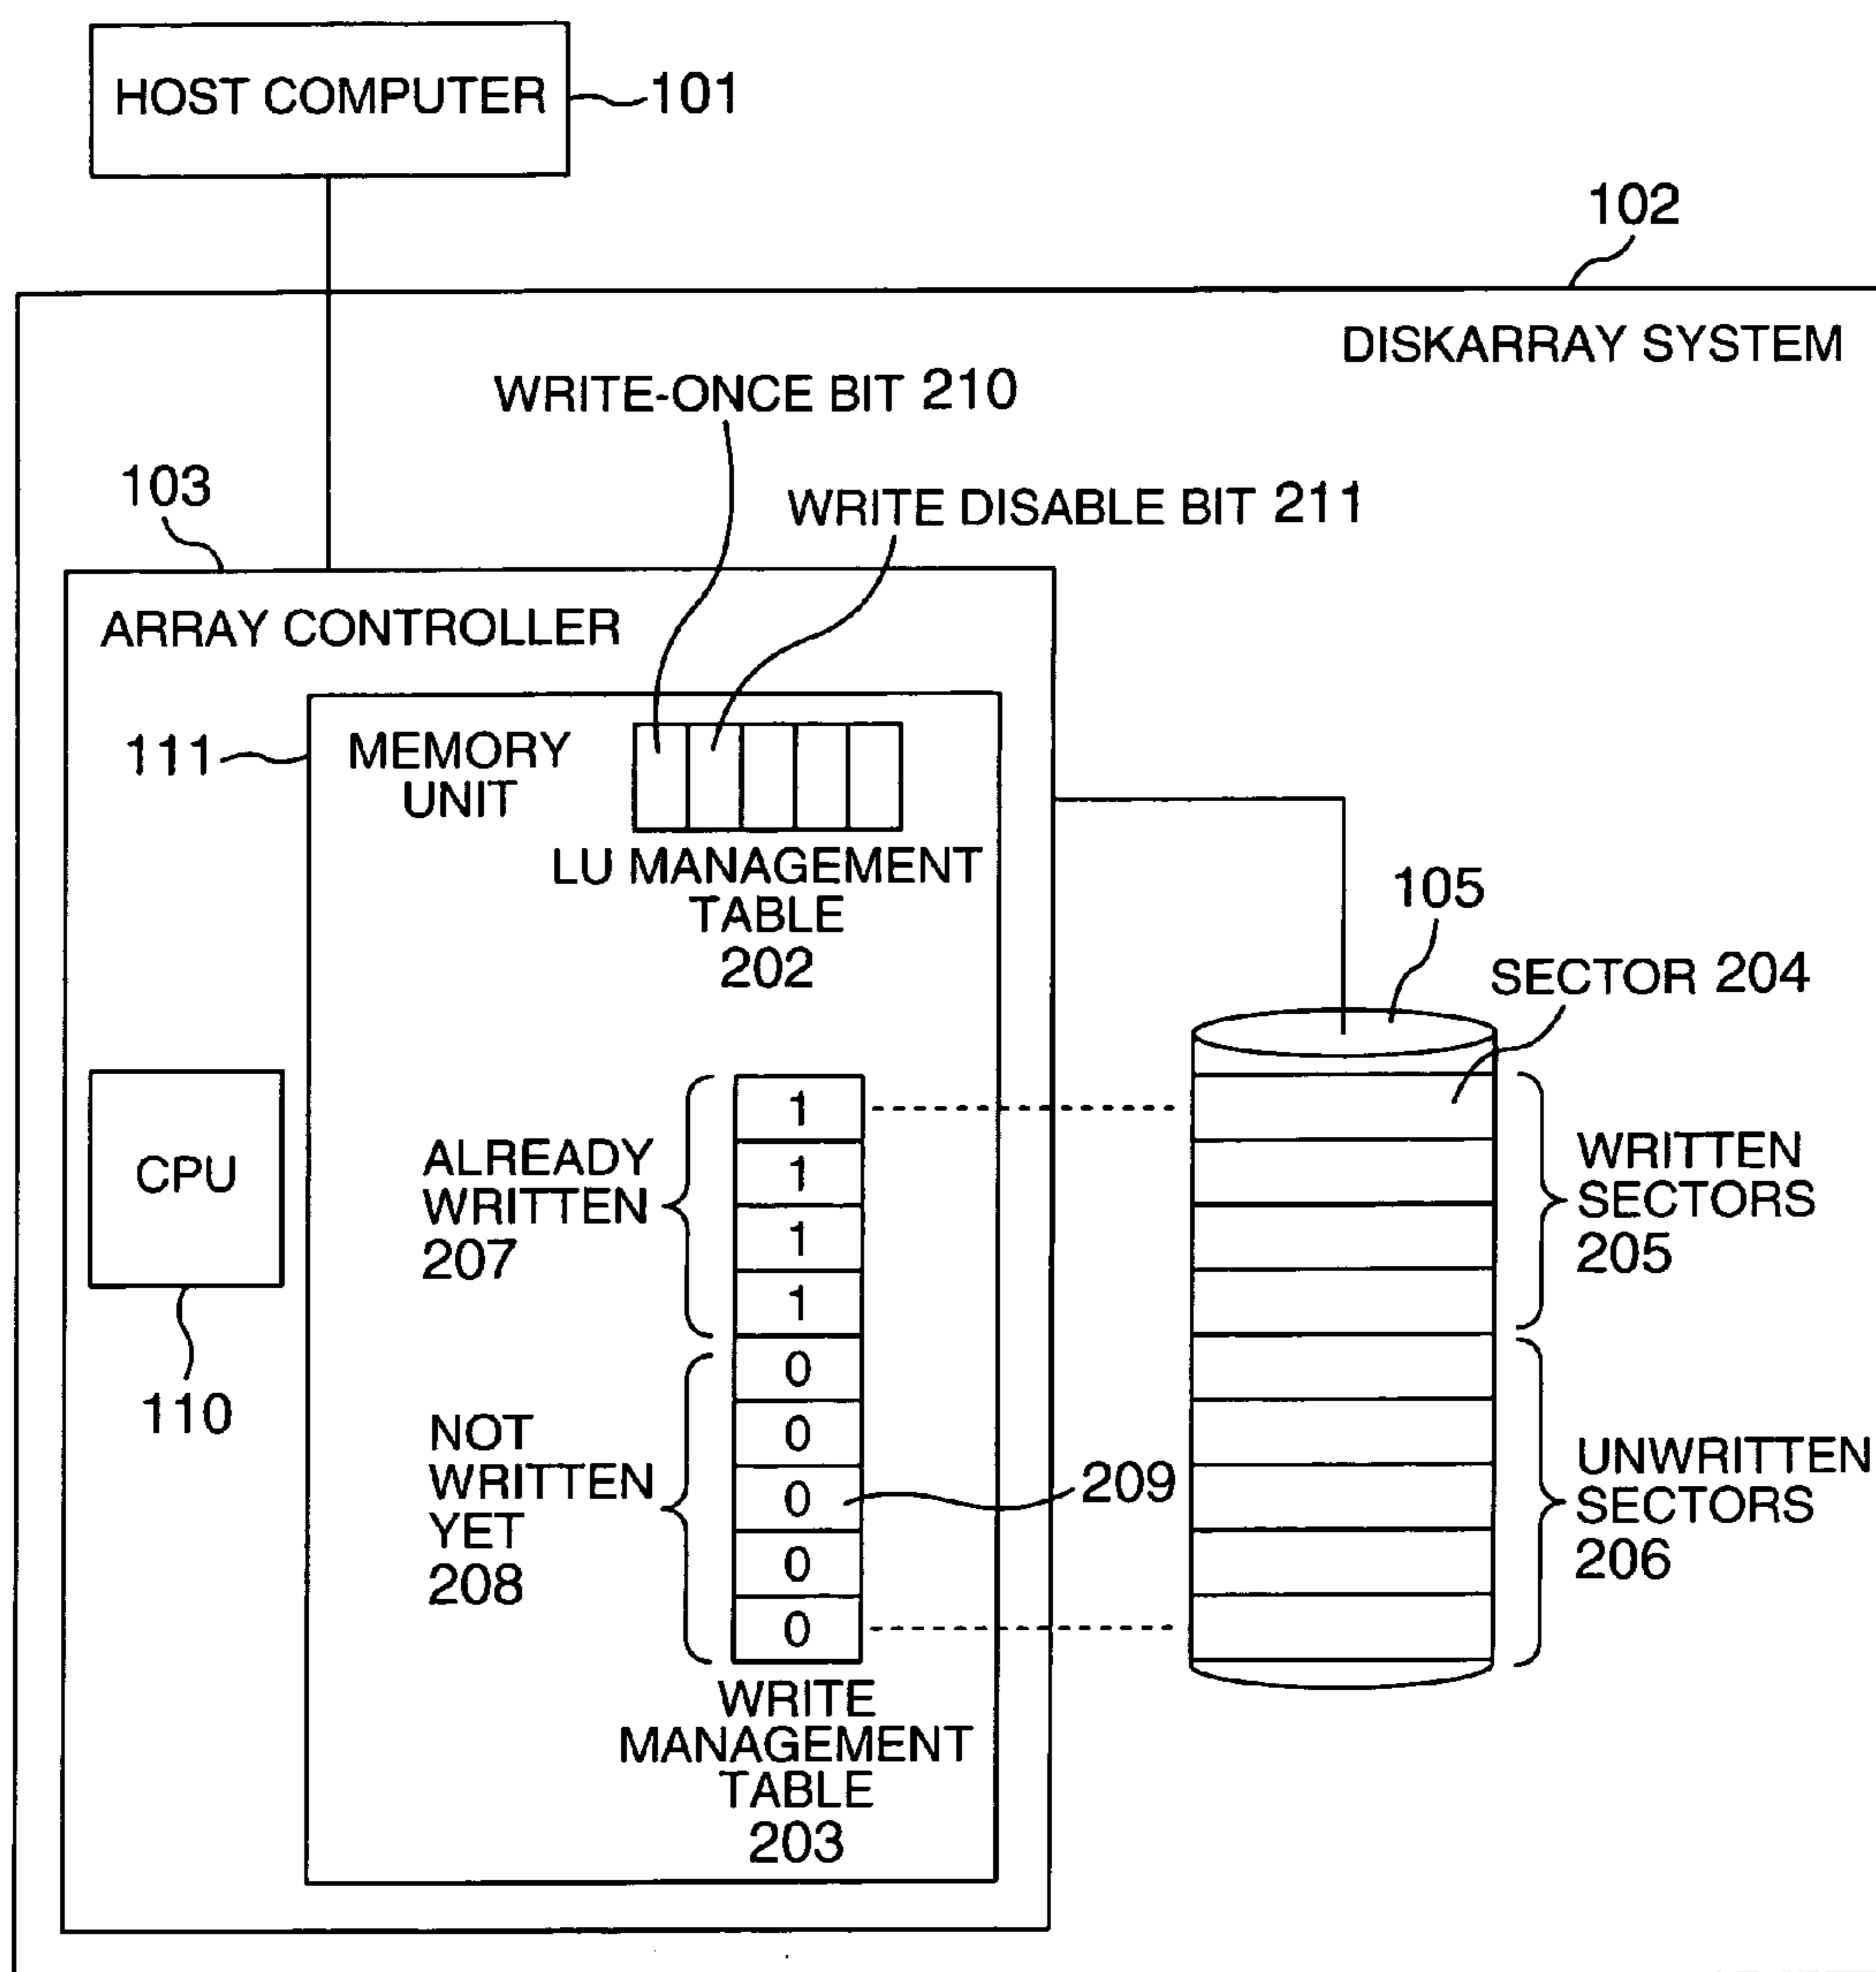 HOST COMPUTER
101
102
DISKARRAY SYSTEM
WRITE-ONCE BIT 210
103
WRITE DISABLE BIT 211
ARRAY CONTROLLER
111
MEMORY
UNIT
LU MANAGEMENT
TABLE
202
105
SECTOR 204
CPU
110
ALREADY
WRITTEN
207
1
1
1
1
WRITTEN
SECTORS
205
NOT
WRITTEN
YET
208
0
0
0
0
0
209
UNWRITTEN
SECTORS
206
WRITE
MANAGEMENT
TABLE
203